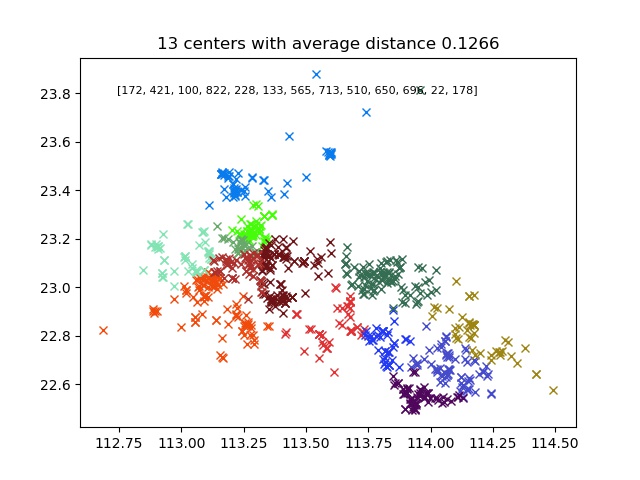 13 centers with average distance 0.1266
[172, 421, 100, 822, 228, 133, 565, 713, 510, 650, 696, 22, 178]
23.8
23.6
23.4
23.2
23.0
22.8
22.6
112.75 113.00 113.25 113.50 113.75 114.00 114.25 114.50